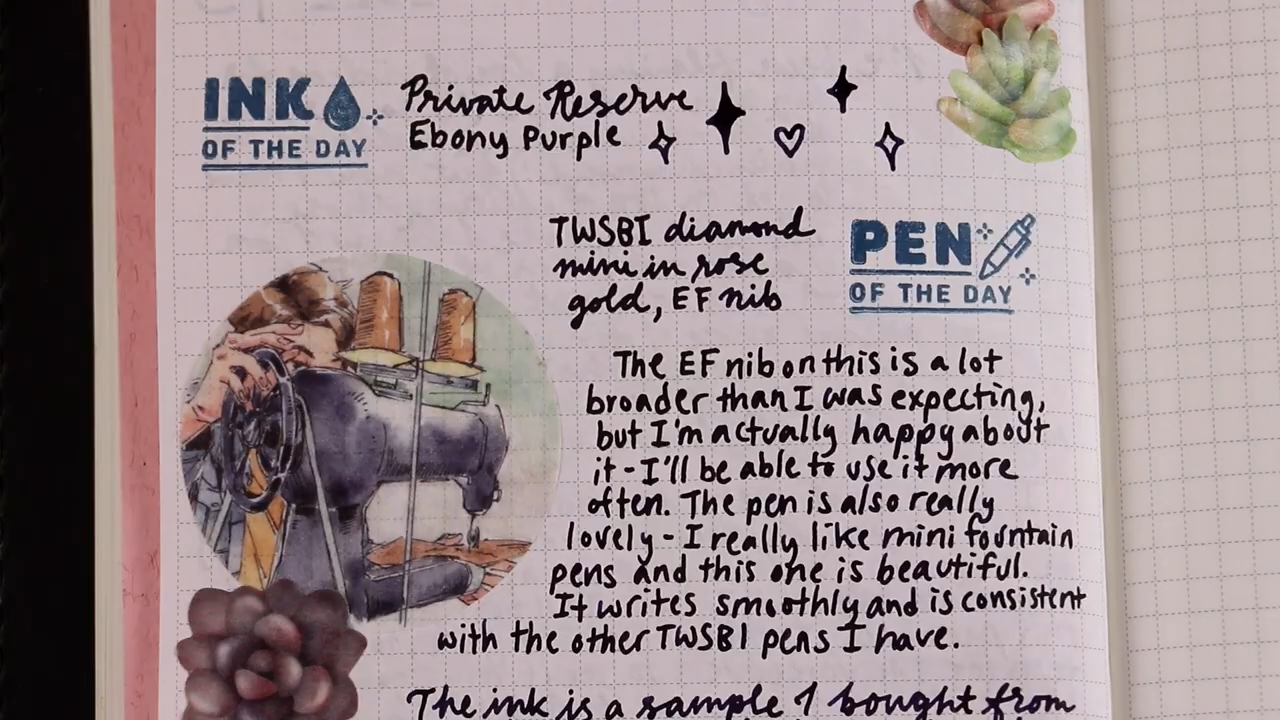 INK
OF THE DAY
Private Reserve
Ebony Purple
TWSBI diamond
mini in rose
gold, EF nib
PEN
OF THE DAY
The EF nib on this is a lot
broader than I was expecting,
but I'm actually happy about
it - I'll be able to use it more
often. The pen is also really
lovely - I really like mini fountain
pens and this one is beautiful.
It writes smoothly and is consistent
with the other TWSBI pens I have.
The ink is a sample I bought from